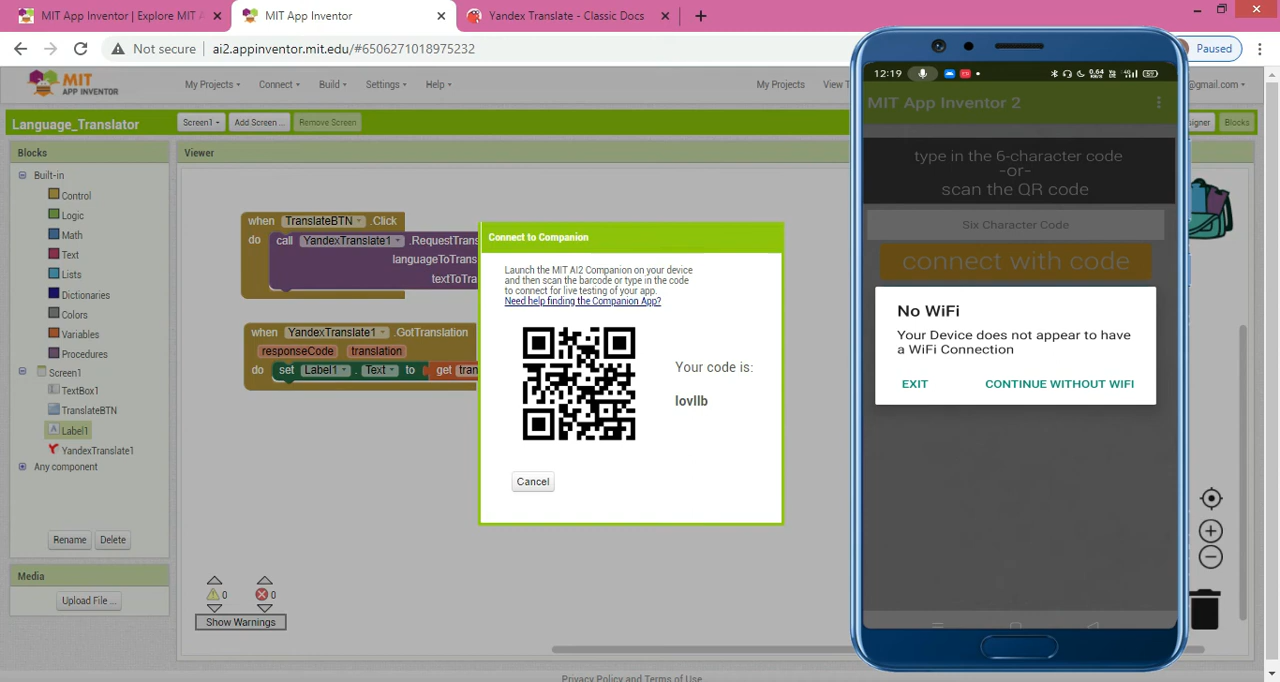 MIT App Inventor | Explore MIT A
MIT App Inventor
Yandex Translate - Classic Docs
Not secure
ai2.appinventor.mit.edu/#6506271018975232
Paused
MIT
APP INVENTOR
My Projects
Connect
Build
Settings
Help
My Projects
View T
@gmail.com
Language_Translator
Screen1
Add Screen ...
Remove Screen
igner
Blocks
Blocks
Viewer
Built-in
Control
Logic
Math
Text
Lists
Dictionaries
Colors
Variables
Procedures
Screen1
TextBox1
TranslateBTN
Label1
YandexTranslate1
Any component
Rename
Delete
Media
Upload File ...
when TranslateBTN .Click
do call YandexTranslate1 .RequestTrans
languageToTrans
textToTra
when YandexTranslate1 .GotTranslation
responseCode translation
do set Label1 . Text to get tran
0
0
Show Warnings
Privacy Policy and Terms of Use
Connect to Companion
Launch the MIT AI2 Companion on your device
and then scan the barcode or type in the code
to connect for live testing of your app.
Need help finding the Companion App?
Your code is:
lovllb
Cancel
12:19
0.64
MIT App Inventor 2
type in the 6-character code
-or-
scan the QR code
Six Character Code
connect with code
No WiFi
Your Device does not appear to have
a WiFi Connection
EXIT
CONTINUE WITHOUT WIFI